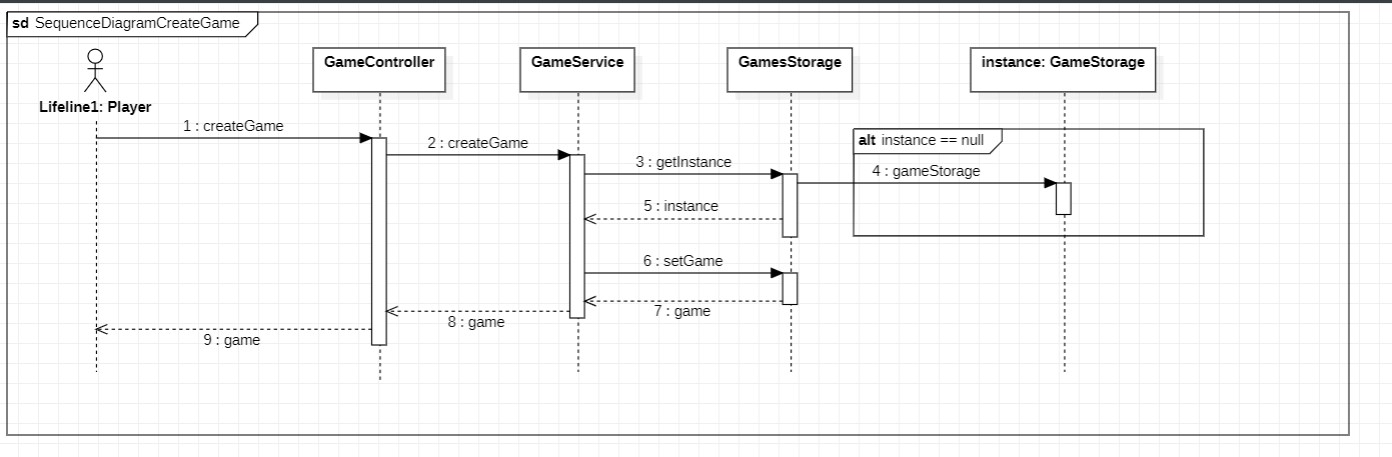 sd SequenceDiagramCreateGame
Lifeline1: Player
GameController
GameService
GamesStorage
instance: GameStorage
1 : createGame
2 : createGame
3 : getInstance
alt instance == null
4 : gameStorage
5 : instance
6 : setGame
7 : game
8 : game
9 : game